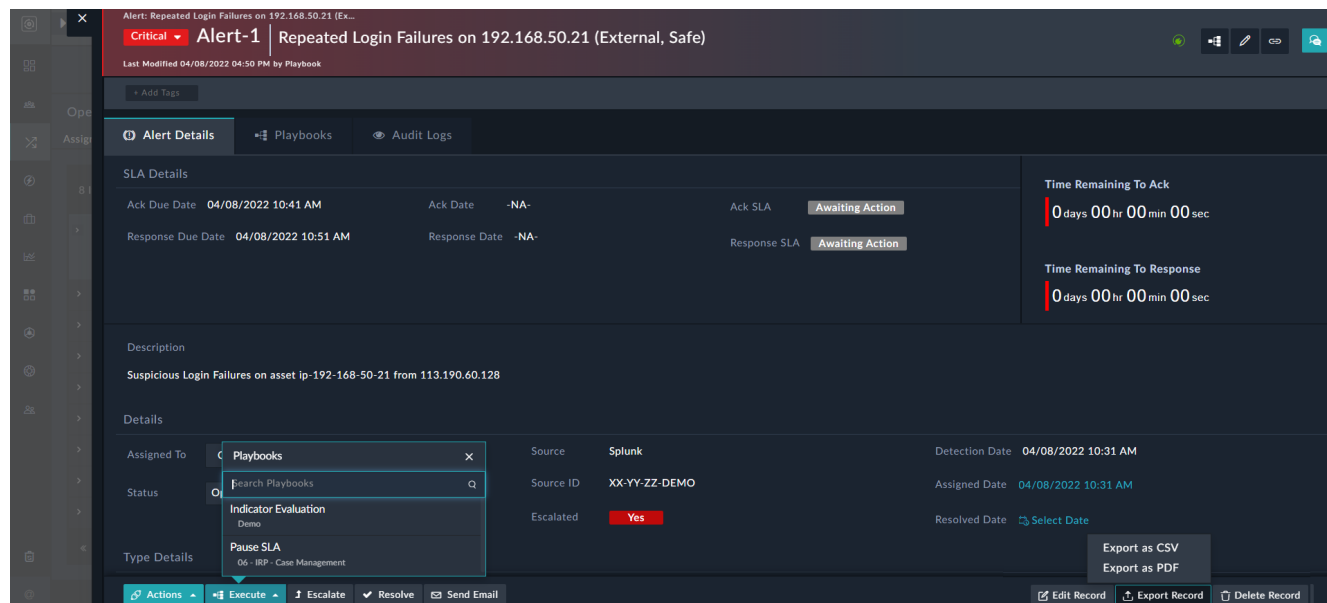 Alert: Repeated Login Failures on 192.168.50.21 (Ex...
Critical Alert-1 Repeated Login Failures on 192.168.50.21 (External, Safe)
Last Modified 04/08/2022 04:50 PM by Playbook
+ Add Tags
Ope
Alert Details Playbooks Audit Logs
Assign
SLA Details
Time Remaining To Ack
Ack Due Date 04/08/2022 10:41 AM Ack Date -NA- Ack SLA Awaiting Action
0 days 00 hr 00 min 00 sec
Response Due Date 04/08/2022 10:51 AM Response Date -NA- Response SLA Awaiting Action
Time Remaining To Response
0 days 00 hr 00 min 00 sec
Description
Suspicious Login Failures on asset ip-192-168-50-21 from 113.190.60.128
Details
Assigned To Source Splunk Detection Date 04/08/2022 10:31 AM
Playbooks
Search Playbooks
Status Source ID XX-YY-ZZ-DEMO Assigned Date 04/08/2022 10:31 AM
Indicator Evaluation
Demo
Escalated Yes Resolved Date Select Date
Pause SLA
06 - IRP - Case Management
Type Details
Export as CSV
Export as PDF
Actions Execute Escalate Resolve Send Email Edit Record Export Record Delete Record